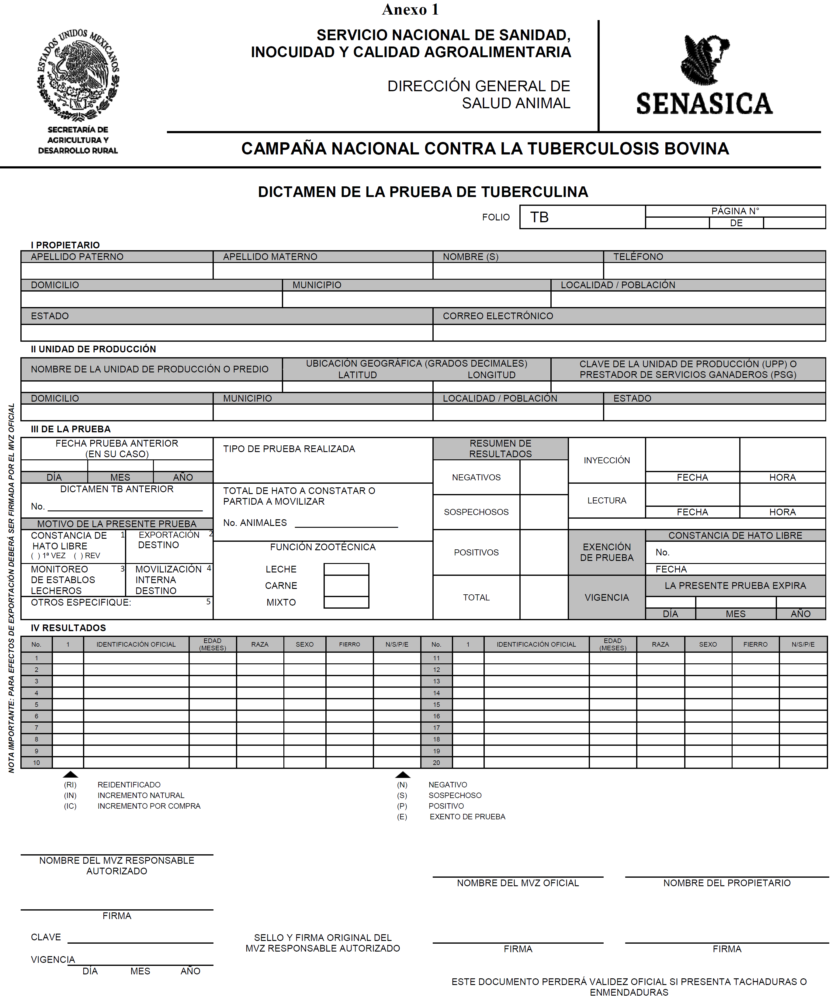 Anexo 1
ESTADOS UNIDOS MEXICANOS
SECRETARÍA DE
AGRICULTURA Y
DESARROLLO RURAL
SERVICIO NACIONAL DE SANIDAD,
INOCUIDAD Y CALIDAD AGROALIMENTARIA
DIRECCIÓN GENERAL DE
SALUD ANIMAL
SENASICA
CAMPAÑA NACIONAL CONTRA LA TUBERCULOSIS BOVINA
DICTAMEN DE LA PRUEBA DE TUBERCULINA
FOLIO TB PÁGINA N°
DE
I PROPIETARIO
APELLIDO PATERNO APELLIDO MATERNO NOMBRE (S) TELÉFONO
DOMICILIO MUNICIPIO LOCALIDAD / POBLACIÓN
ESTADO CORREO ELECTRÓNICO
II UNIDAD DE PRODUCCIÓN
NOMBRE DE LA UNIDAD DE PRODUCCIÓN O PREDIO
UBICACIÓN GEOGRÁFICA (GRADOS DECIMALES)
LATITUD LONGITUD
CLAVE DE LA UNIDAD DE PRODUCCIÓN (UPP) O
PRESTADOR DE SERVICIOS GANADEROS (PSG)
DOMICILIO MUNICIPIO LOCALIDAD / POBLACIÓN ESTADO
III DE LA PRUEBA
FECHA PRUEBA ANTERIOR
(EN SU CASO)
DÍA MES AÑO
DICTAMEN TB ANTERIOR
No.
MOTIVO DE LA PRESENTE PRUEBA
CONSTANCIA DE 1
HATO LIBRE
( ) 1ª VEZ ( ) REV
EXPORTACIÓN 2
DESTINO
MONITOREO 3
DE ESTABLOS
LECHEROS
MOVILIZACIÓN 4
INTERNA
DESTINO
OTROS ESPECIFIQUE: 5
TIPO DE PRUEBA REALIZADA
TOTAL DE HATO A CONSTATAR O
PARTIDA A MOVILIZAR
No. ANIMALES
FUNCIÓN ZOOTÉCNICA
LECHE
CARNE
MIXTO
RESUMEN DE
RESULTADOS
NEGATIVOS
SOSPECHOSOS
POSITIVOS
TOTAL
INYECCIÓN
FECHA HORA
LECTURA
FECHA HORA
EXENCIÓN
DE PRUEBA
CONSTANCIA DE HATO LIBRE
No.
FECHA
VIGENCIA
LA PRESENTE PRUEBA EXPIRA
DÍA MES AÑO
IV RESULTADOS
No. 1 IDENTIFICACIÓN OFICIAL EDAD (MESES) RAZA SEXO FIERRO N/S/P/E No. 1 IDENTIFICACIÓN OFICIAL EDAD (MESES) RAZA SEXO FIERRO N/S/P/E
1 11
2 12
3 13
4 14
5 15
6 16
7 17
8 18
9 19
10 20
(RI) REIDENTIFICADO
(IN) INCREMENTO NATURAL
(IC) INCREMENTO POR COMPRA
(N) NEGATIVO
(S) SOSPECHOSO
(P) POSITIVO
(E) EXENTO DE PRUEBA
NOMBRE DEL MVZ RESPONSABLE
AUTORIZADO
FIRMA
CLAVE
VIGENCIA
DÍA MES AÑO
SELLO Y FIRMA ORIGINAL DEL
MVZ RESPONSABLE AUTORIZADO
NOMBRE DEL MVZ OFICIAL
FIRMA
NOMBRE DEL PROPIETARIO
FIRMA
ESTE DOCUMENTO PERDERÁ VALIDEZ OFICIAL SI PRESENTA TACHADURAS O
ENMENDADURAS
NOTA IMPORTANTE: PARA EFECTOS DE EXPORTACIÓN DEBERÁ SER FIRMADA POR EL MVZ OFICIAL